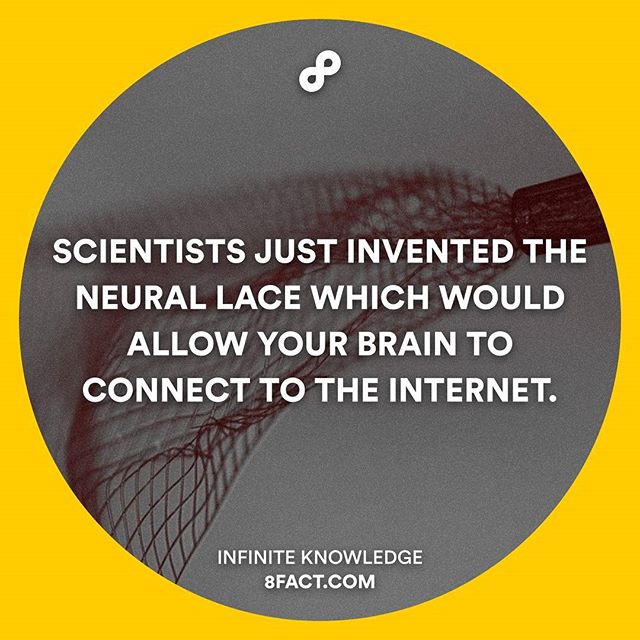 SCIENTISTS JUST INVENTED THE
NEURAL LACE WHICH WOULD
ALLOW YOUR BRAIN TO
CONNECT TO THE INTERNET.
INFINITE KNOWLEDGE
8FACT.COM